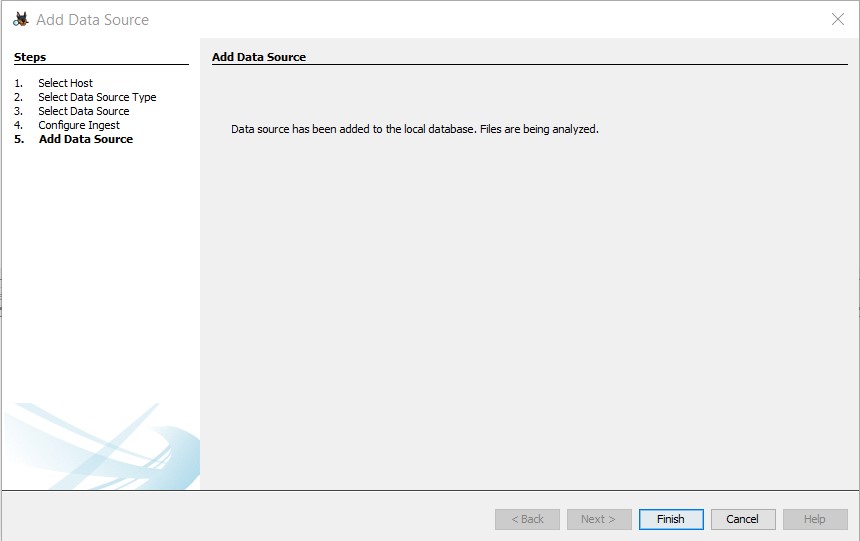 Add Data Source
Steps
1. Select Host
2. Select Data Source Type
3. Select Data Source
4. Configure Ingest
5. Add Data Source
Add Data Source
Data source has been added to the local database. Files are being analyzed.
< Back
Next >
Finish
Cancel
Help